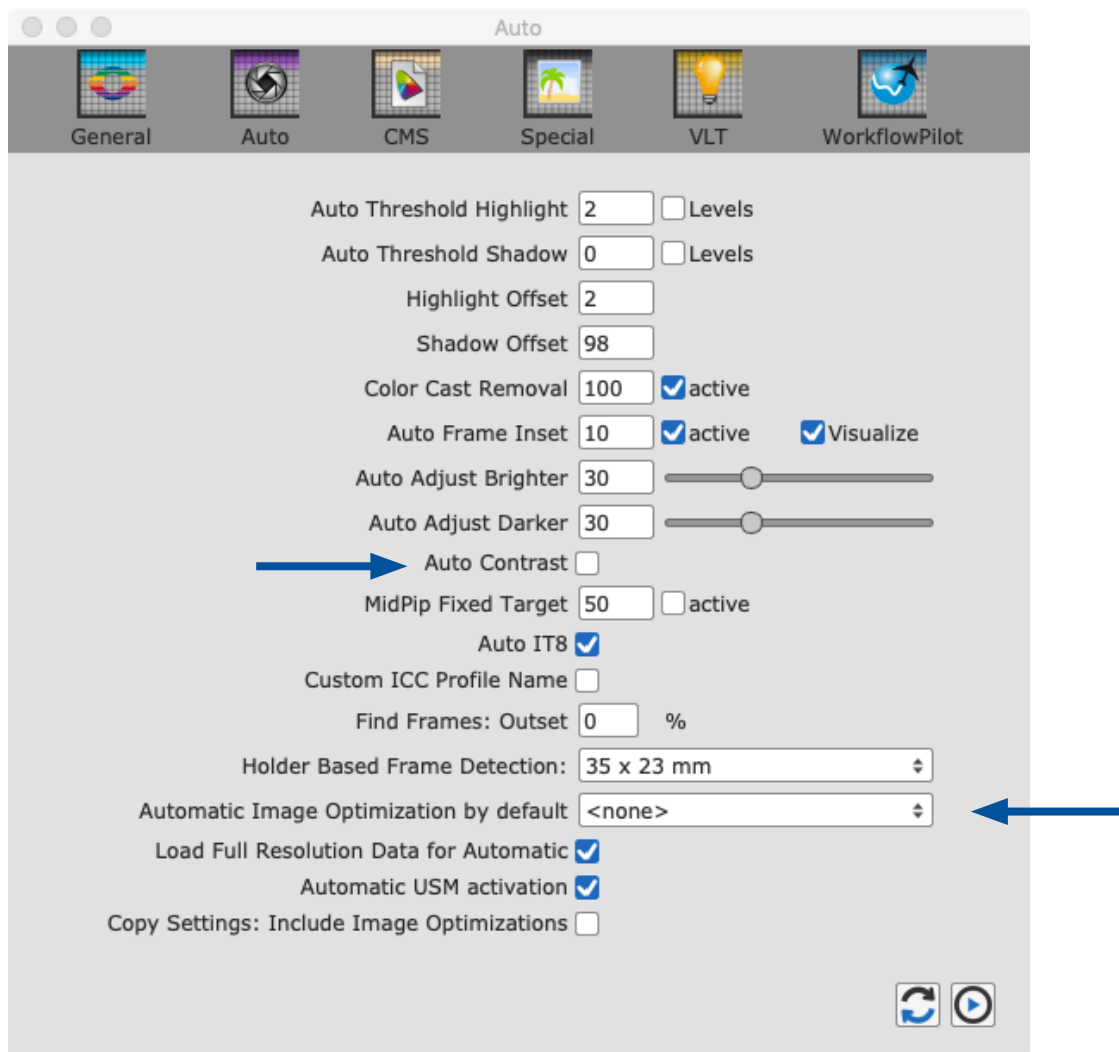 Auto
General Auto CMS Special VLT WorkflowPilot
Auto Threshold Highlight 2 Levels
Auto Threshold Shadow 0 Levels
Highlight Offset 2
Shadow Offset 98
Color Cast Removal 100 active
Auto Frame Inset 10 active Visualize
Auto Adjust Brighter 30
Auto Adjust Darker 30
Auto Contrast
MidPip Fixed Target 50 active
Auto IT8
Custom ICC Profile Name
Find Frames: Outset 0 %
Holder Based Frame Detection: 35 x 23 mm
Automatic Image Optimization by default <none>
Load Full Resolution Data for Automatic
Automatic USM activation
Copy Settings: Include Image Optimizations